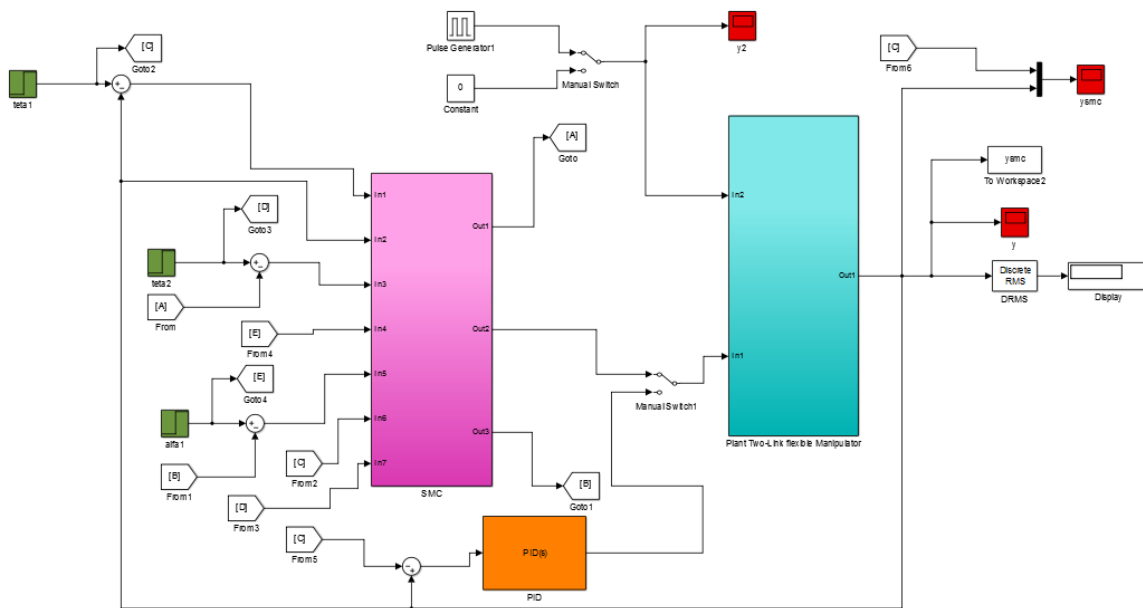 [C]
Goto2
teta1
Pulse Generator1
0
Constant
Manual Switch
y2
[C]
From6
ysmc
[A]
Goto
In1
In2
In3
In4
In5
In6
In7
Out1
Out2
Out3
SMC
[D]
Goto3
teta2
[A]
From
[E]
From4
[E]
Goto4
alfa1
[B]
From1
[C]
From2
[D]
From3
[B]
Goto1
Manual Switch1
In2
In1
Out1
Plant Two-Link flexible Manipulator
ysmc
To Workspace2
y
Discrete
RMS
DRMS
Display
[C]
From5
PID(s)
PID